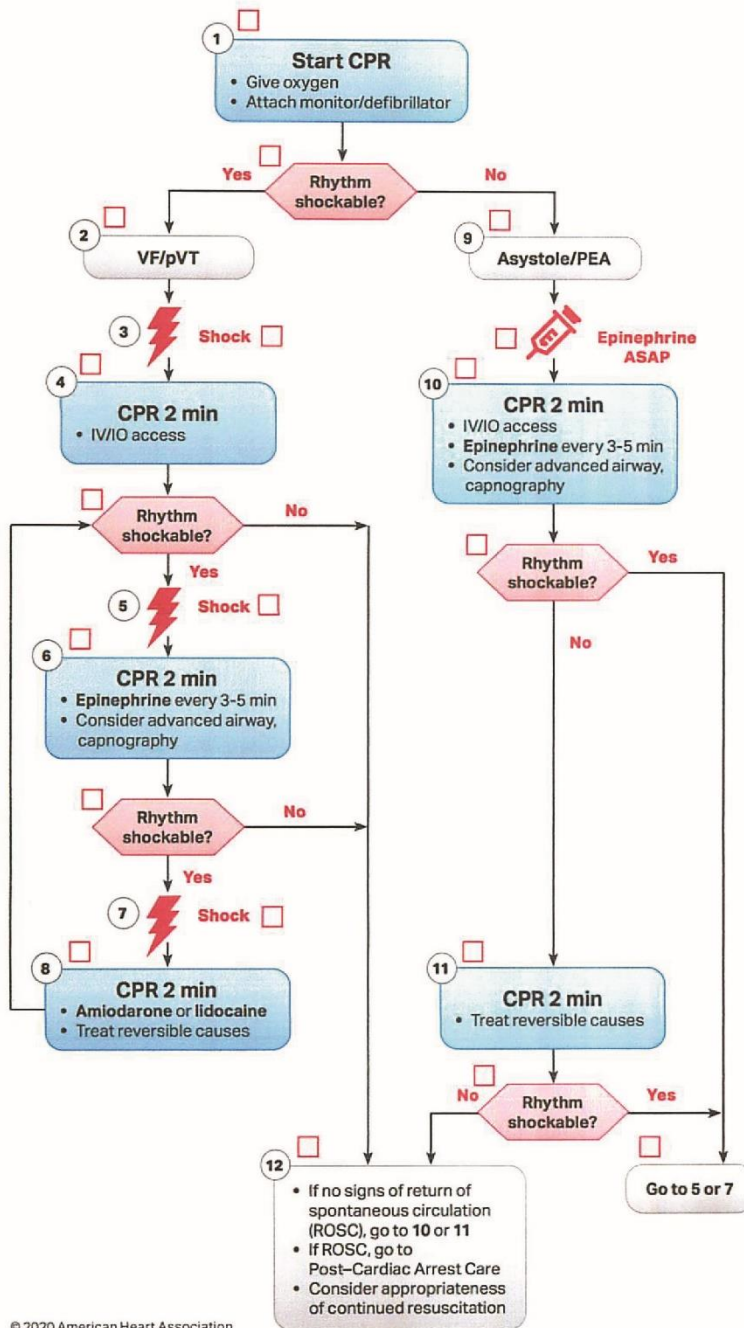 1
Start CPR
• Give oxygen
• Attach monitor/defibrillator
Yes
Rhythm
shockable?
No
2
VF/pVT
9
Asystole/PEA
3
Shock
Epinephrine
ASAP
4
CPR 2 min
• IV/IO access
10
CPR 2 min
• IV/IO access
• Epinephrine every 3-5 min
• Consider advanced airway,
capnography
Rhythm
shockable?
No
Yes
Rhythm
shockable?
Yes
No
5
Shock
6
CPR 2 min
• Epinephrine every 3-5 min
• Consider advanced airway,
capnography
Rhythm
shockable?
No
Yes
7
Shock
8
CPR 2 min
• Amiodarone or lidocaine
• Treat reversible causes
11
CPR 2 min
• Treat reversible causes
No
Rhythm
shockable?
Yes
12
• If no signs of return of
spontaneous circulation
(ROSC), go to 10 or 11
• If ROSC, go to
Post–Cardiac Arrest Care
• Consider appropriateness
of continued resuscitation
Go to 5 or 7
© 2020 American Heart Association